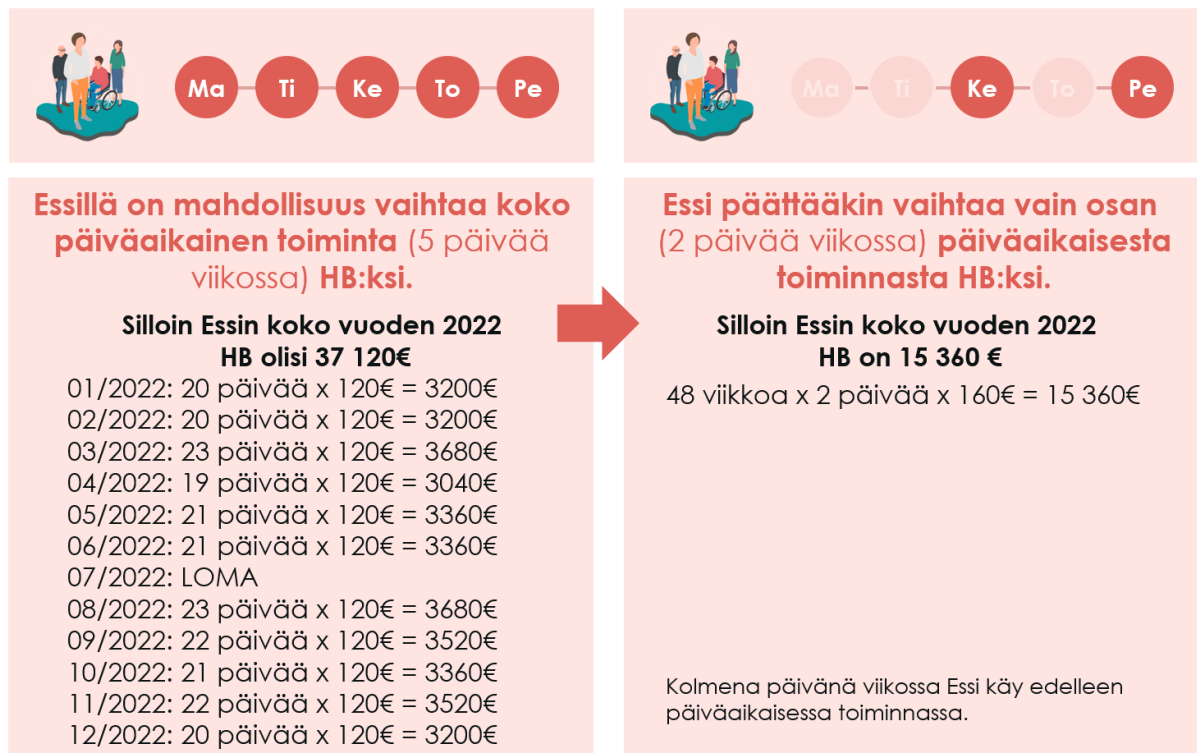 Ma Ti Ke To Pe
Essillä on mahdollisuus vaihtaa koko
päiväaikainen toiminta (5 päivää
viikossa) HB:ksi.
Silloin Essin koko vuoden 2022
HB olisi 37 120€
01/2022: 20 päivää x 120€ = 3200€
02/2022: 20 päivää x 120€ = 3200€
03/2022: 23 päivää x 120€ = 3680€
04/2022: 19 päivää x 120€ = 3040€
05/2022: 21 päivää x 120€ = 3360€
06/2022: 21 päivää x 120€ = 3360€
07/2022: LOMA
08/2022: 23 päivää x 120€ = 3680€
09/2022: 22 päivää x 120€ = 3520€
10/2022: 21 päivää x 120€ = 3360€
11/2022: 22 päivää x 120€ = 3520€
12/2022: 20 päivää x 120€ = 3200€
Ma Ti Ke To Pe
Essi päättääkin vaihtaa vain osan
(2 päivää viikossa) päiväaikaisesta
toiminnasta HB:ksi.
Silloin Essin koko vuoden 2022
HB on 15 360 €
48 viikkoa x 2 päivää x 160€ = 15 360€
Kolmena päivänä viikossa Essi käy edelleen
päiväaikaisessa toiminnassa.